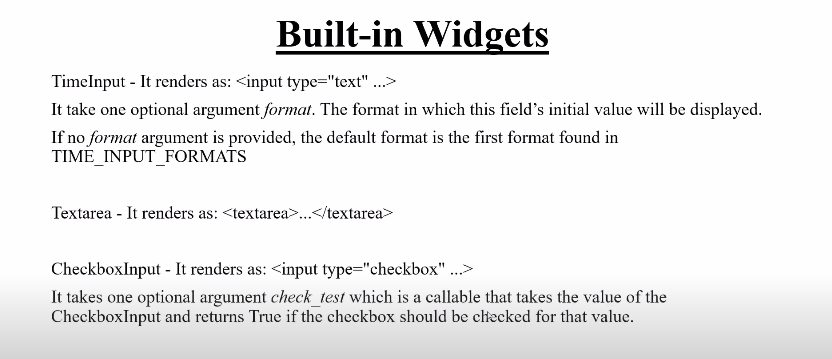 Built-in Widgets
TimeInput - It renders as: <input type="text" ...>
It take one optional argument format. The format in which this field's initial value will be displayed.
If no format argument is provided, the default format is the first format found in
TIME_INPUT_FORMATS
Textarea - It renders as: <textarea>...</textarea>
CheckboxInput - It renders as: <input type="checkbox" ...>
It takes one optional argument check_test which is a callable that takes the value of the
CheckboxInput and returns True if the checkbox should be checked for that value.